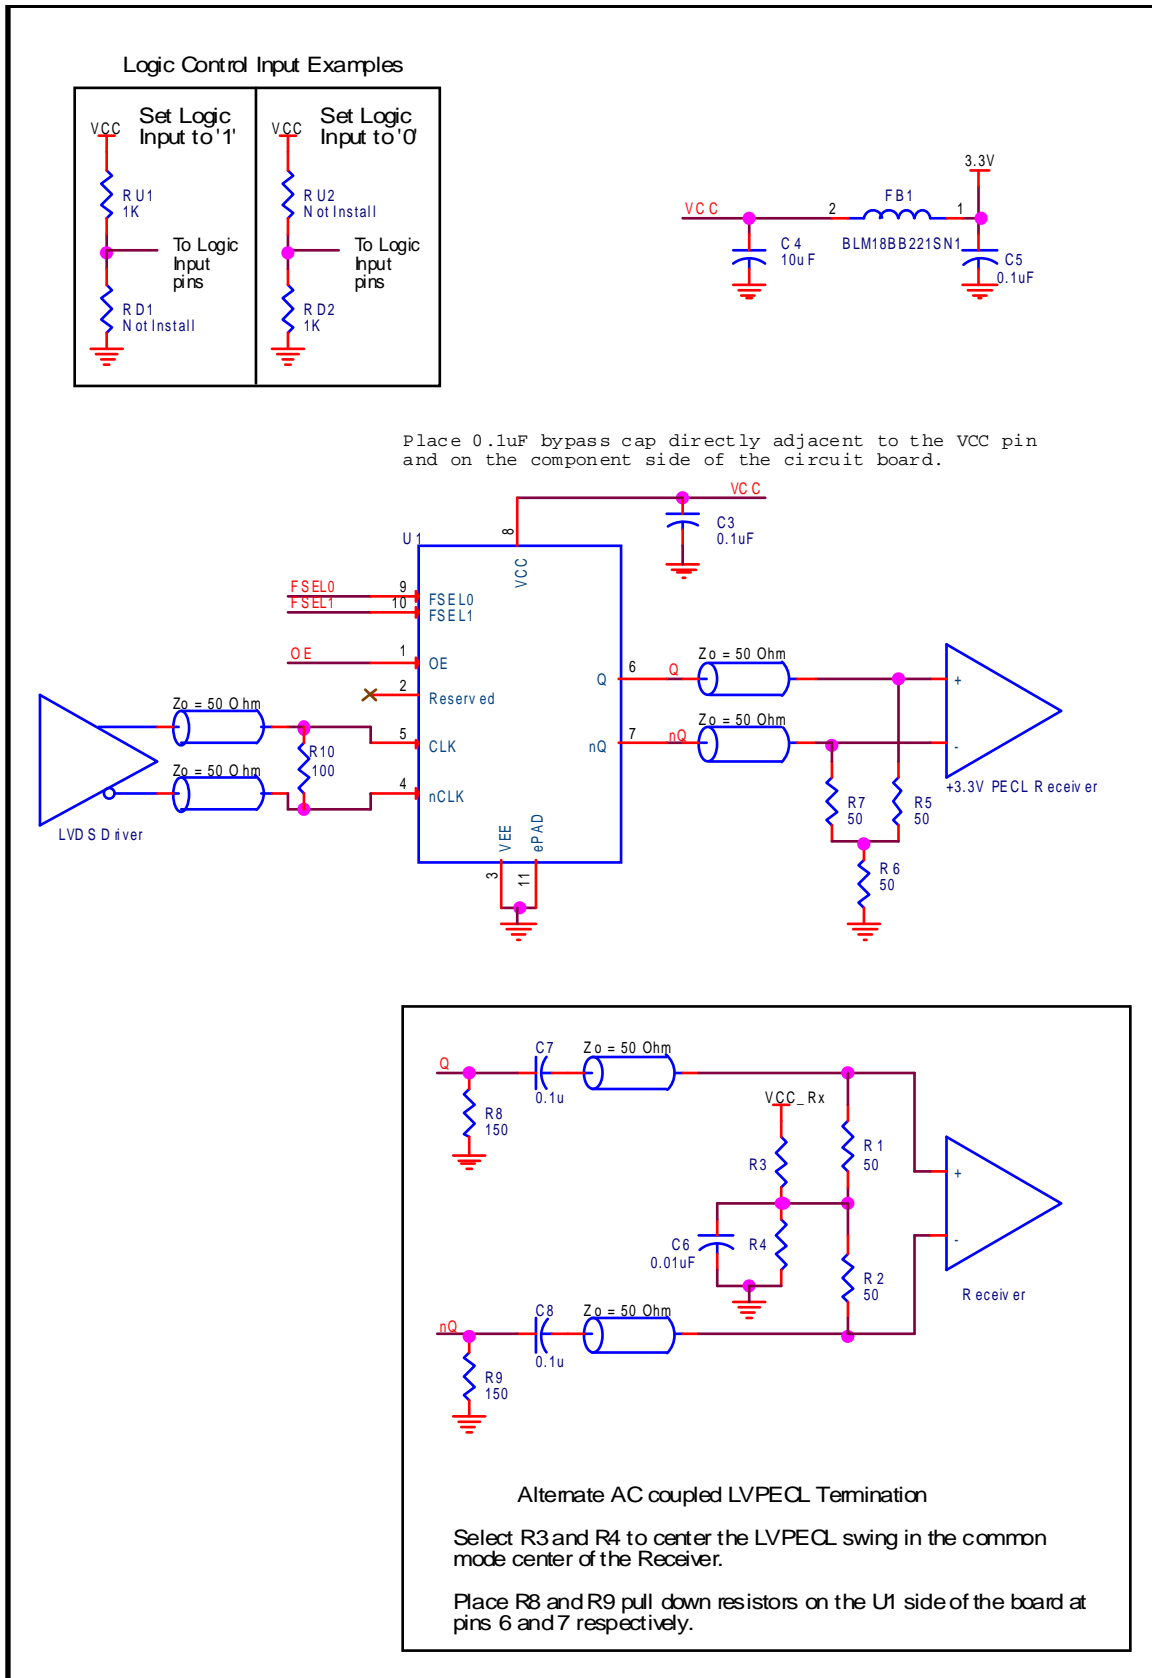 Logic Control Input Examples
Set Logic
Input to '1'
VCC
RU1
1K
To Logic
Input
pins
RD1
Not Install
Set Logic
Input to '0'
VCC
RU2
Not Install
To Logic
Input
pins
RD2
1K
3.3V
VCC
2
FB1
1
BLM18BB221SN1
C4
10uF
C5
0.1uF
Place 0.1uF bypass cap directly adjacent to the VCC pin
and on the component side of the circuit board.
VCC
C3
0.1uF
U1
8
VCC
FSEL0
9
FSEL0
FSEL1
10
FSEL1
OE
1
OE
2
Reserved
5
CLK
4
nCLK
3
VEE
11
ePAD
Q
6
Q
nQ
7
nQ
Zo = 50 Ohm
Zo = 50 Ohm
R10
100
LVDS Driver
Zo = 50 Ohm
Zo = 50 Ohm
+
-
+3.3V PECL Receiver
R7
50
R5
50
R6
50
Q
C7
0.1u
Zo = 50 Ohm
R8
150
VCC_Rx
R3
R1
50
C6
0.01uF
R4
R2
50
+
-
Receiver
nQ
C8
0.1u
Zo = 50 Ohm
R9
150
Alternate AC coupled LVPECL Termination
Select R3 and R4 to center the LVPECL swing in the common
mode center of the Receiver.
Place R8 and R9 pull down resistors on the U1 side of the board at
pins 6 and 7 respectively.